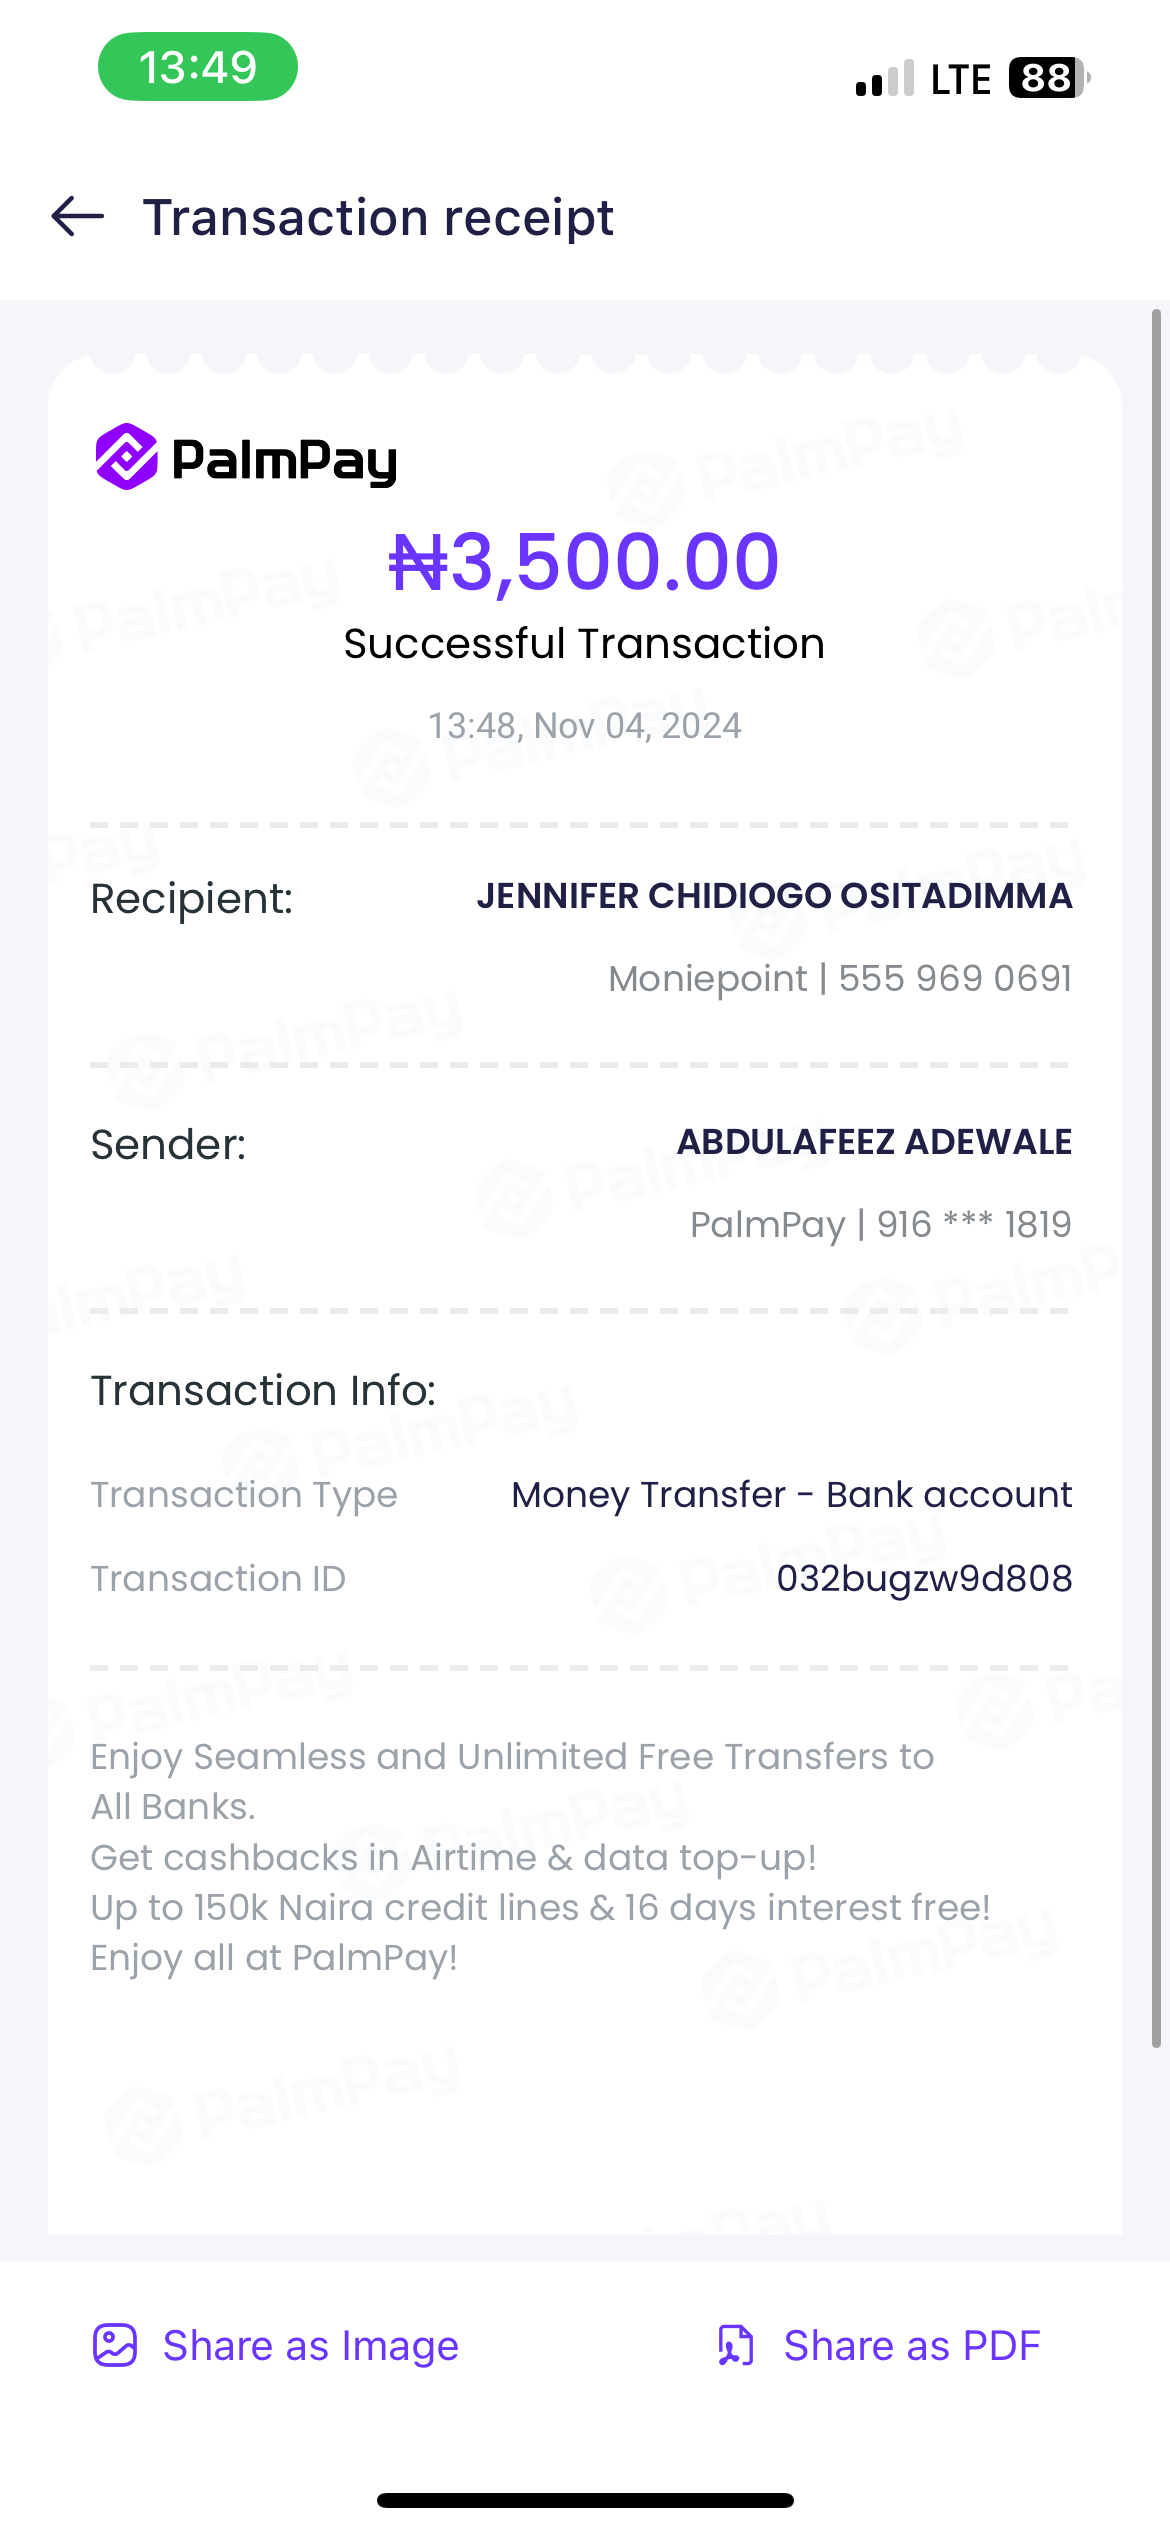 13:49 LTE 88
Transaction receipt
PalmPay
₦3,500.00
Successful Transaction
13:48, Nov 04, 2024
Recipient: JENNIFER CHIDIOGO OSITADIMMA
Moniepoint | 555 969 0691
Sender: ABDULAFEEZ ADEWALE
PalmPay | 916 *** 1819
Transaction Info:
Transaction Type Money Transfer - Bank account
Transaction ID 032bugzw9d808
Enjoy Seamless and Unlimited Free Transfers to
All Banks.
Get cashbacks in Airtime & data top-up!
Up to 150k Naira credit lines & 16 days interest free!
Enjoy all at PalmPay!
Share as Image Share as PDF